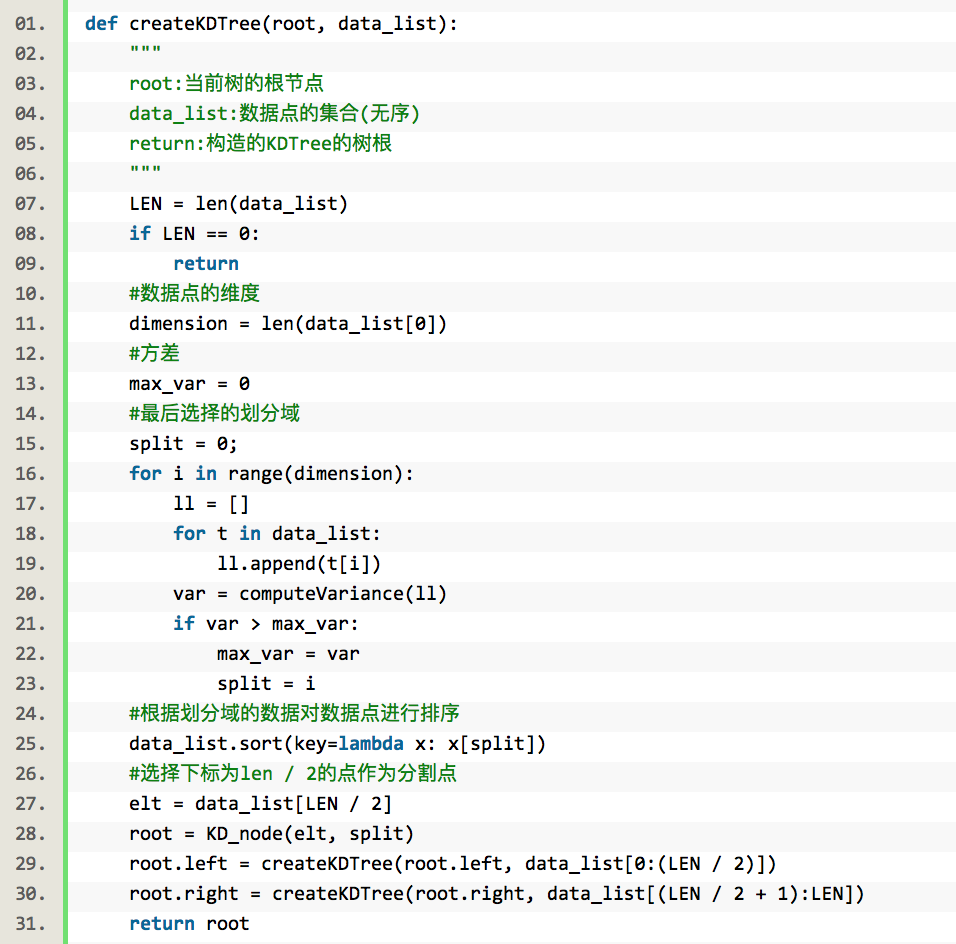 01. def createKDTree(root, data_list):
02.     """
03.     root:当前树的根节点
04.     data_list:数据点的集合(无序)
05.     return:构造的KDTree的树根
06.     """
07.     LEN = len(data_list)
08.     if LEN == 0:
09.         return
10.     #数据点的维度
11.     dimension = len(data_list[0])
12.     #方差
13.     max_var = 0
14.     #最后选择的划分域
15.     split = 0;
16.     for i in range(dimension):
17.         ll = []
18.         for t in data_list:
19.             ll.append(t[i])
20.         var = computeVariance(ll)
21.         if var > max_var:
22.             max_var = var
23.             split = i
24.     #根据划分域的数据对数据点进行排序
25.     data_list.sort(key=lambda x: x[split])
26.     #选择下标为len / 2的点作为分割点
27.     elt = data_list[LEN / 2]
28.     root = KD_node(elt, split)
29.     root.left = createKDTree(root.left, data_list[0:(LEN / 2)])
30.     root.right = createKDTree(root.right, data_list[(LEN / 2 + 1):LEN])
31.     return root